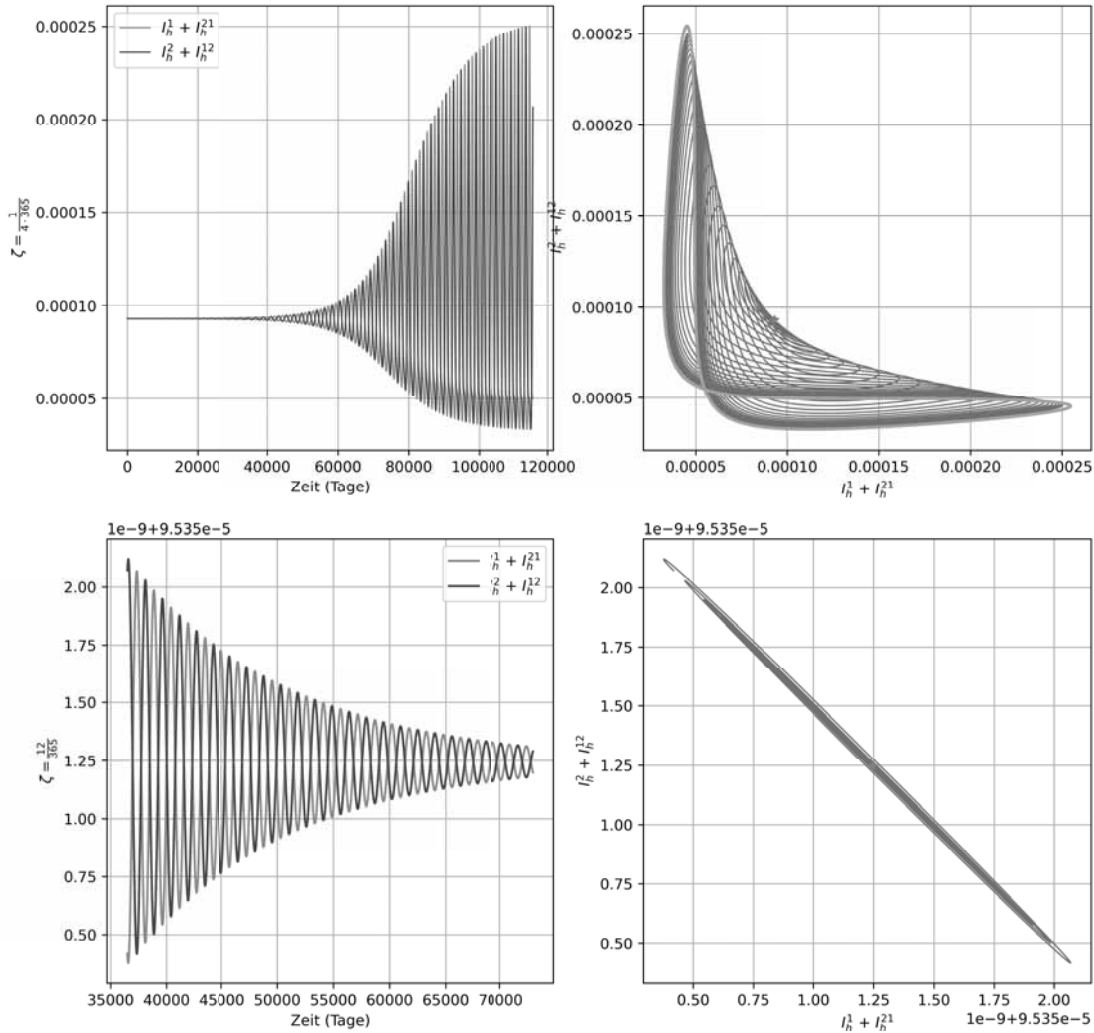 0.00025
0.00020
0.00015
0.00010
0.00005
ζ = 1/(4·365)
I_h^1 + I_h^21
I_h^2 + I_h^12
0 20000 40000 60000 80000 100000 120000
Zeit (Tage)
0.00025
0.00020
0.00015
0.00010
0.00005
I_h^2 + I_h^12
0.00005 0.00010 0.00015 0.00020 0.00025
I_h^1 + I_h^21
1e−9+9.535e−5
2.00
1.75
1.50
1.25
1.00
0.75
0.50
ζ = 12/365
_h^1 + I_h^21
_h^2 + I_h^12
35000 40000 45000 50000 55000 60000 65000 70000
Zeit (Tage)
1e−9+9.535e−5
2.00
1.75
1.50
1.25
1.00
0.75
0.50
I_h^2 + I_h^12
0.50 0.75 1.00 1.25 1.50 1.75 2.00
I_h^1 + I_h^21
1e−9+9.535e−5